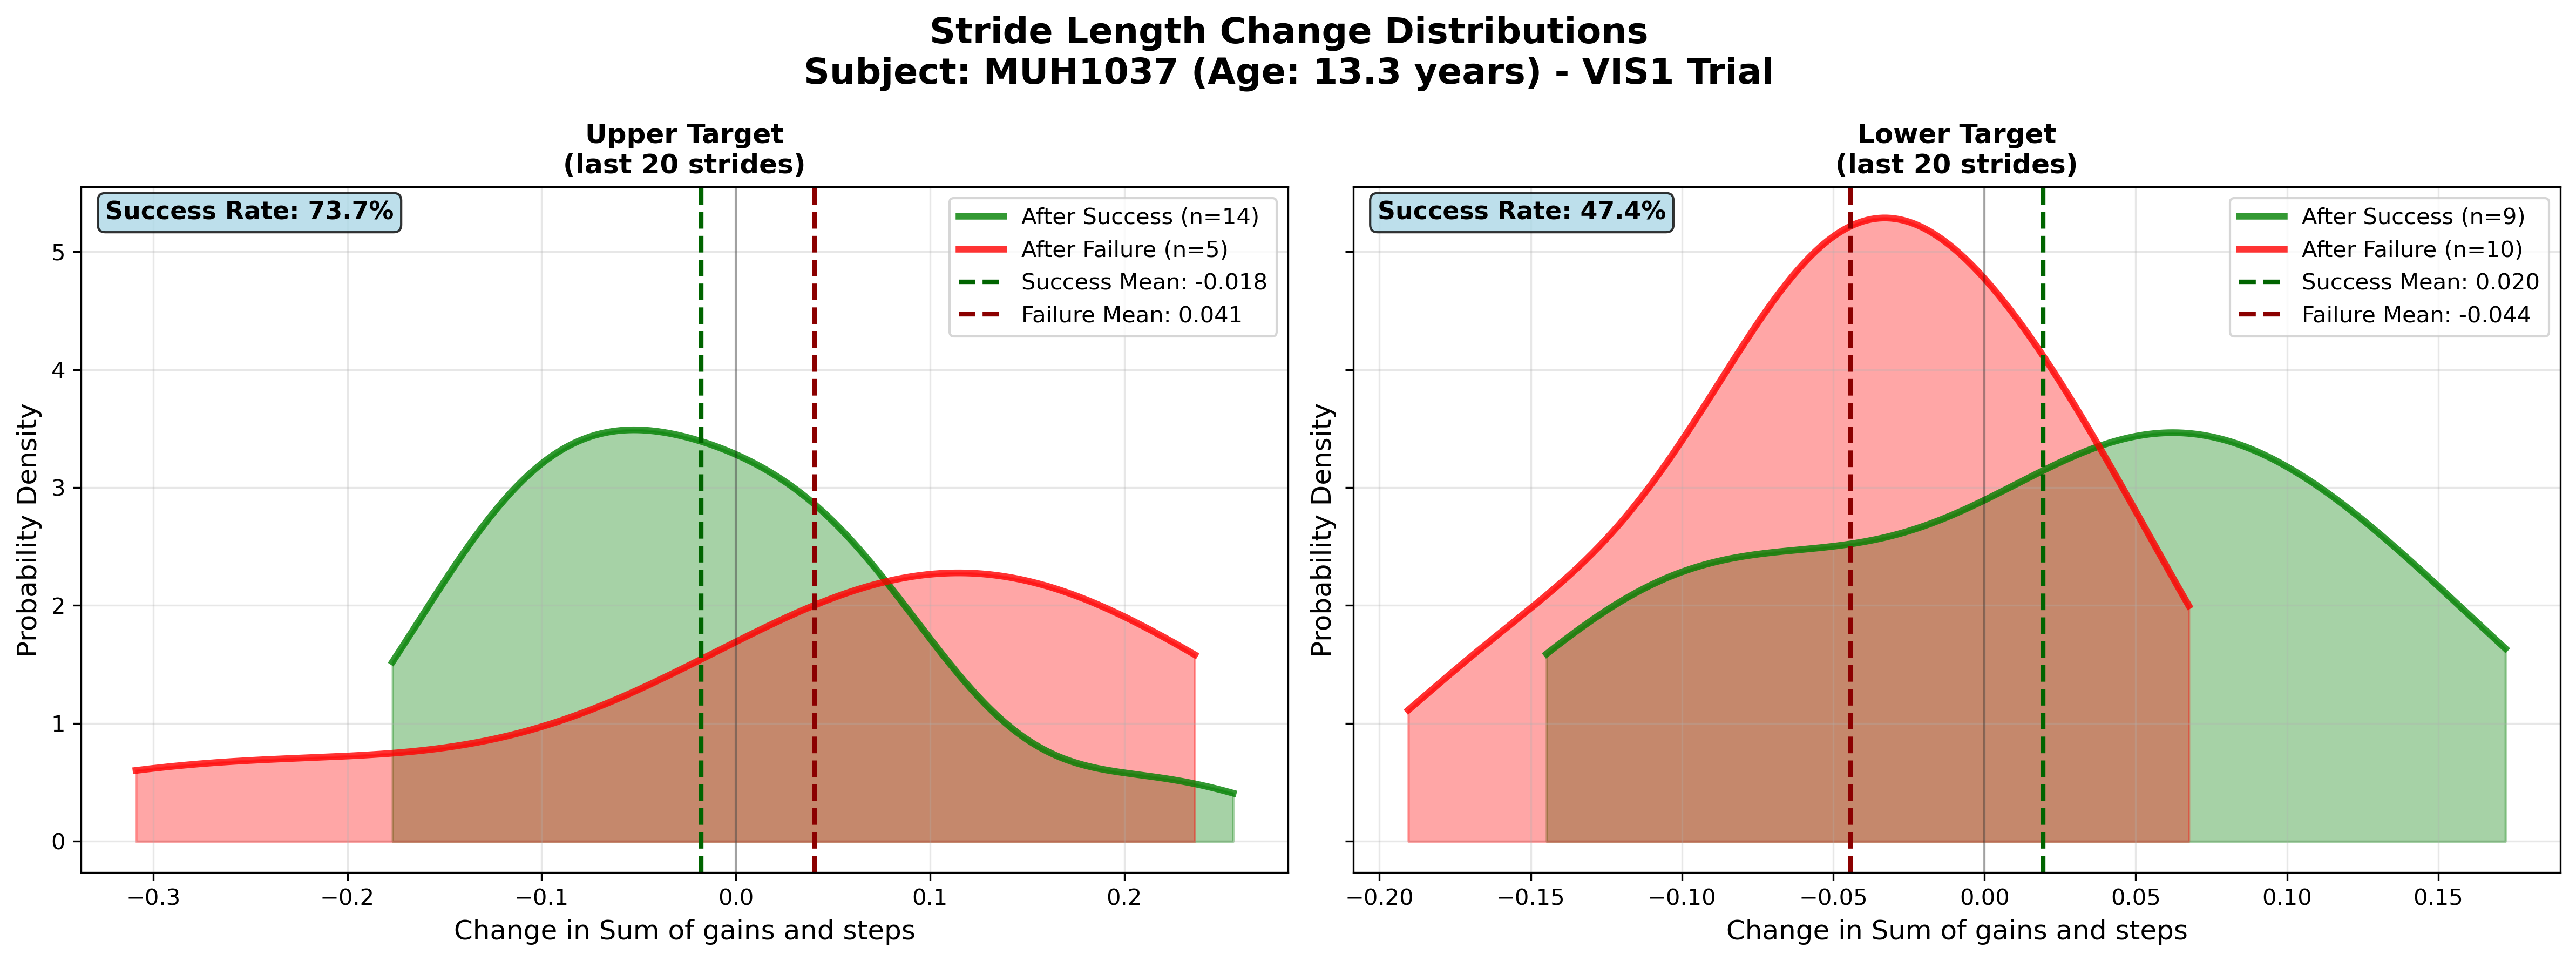 Stride Length Change Distributions
Subject: MUH1037 (Age: 13.3 years) - VIS1 Trial
Upper Target
(last 20 strides)
Success Rate: 73.7%
After Success (n=14)
After Failure (n=5)
Success Mean: -0.018
Failure Mean: 0.041
Probability Density
5
4
3
2
1
0
−0.3
−0.2
−0.1
0.0
0.1
0.2
Change in Sum of gains and steps
Lower Target
(last 20 strides)
Success Rate: 47.4%
After Success (n=9)
After Failure (n=10)
Success Mean: 0.020
Failure Mean: -0.044
Probability Density
−0.20
−0.15
−0.10
−0.05
0.00
0.05
0.10
0.15
Change in Sum of gains and steps